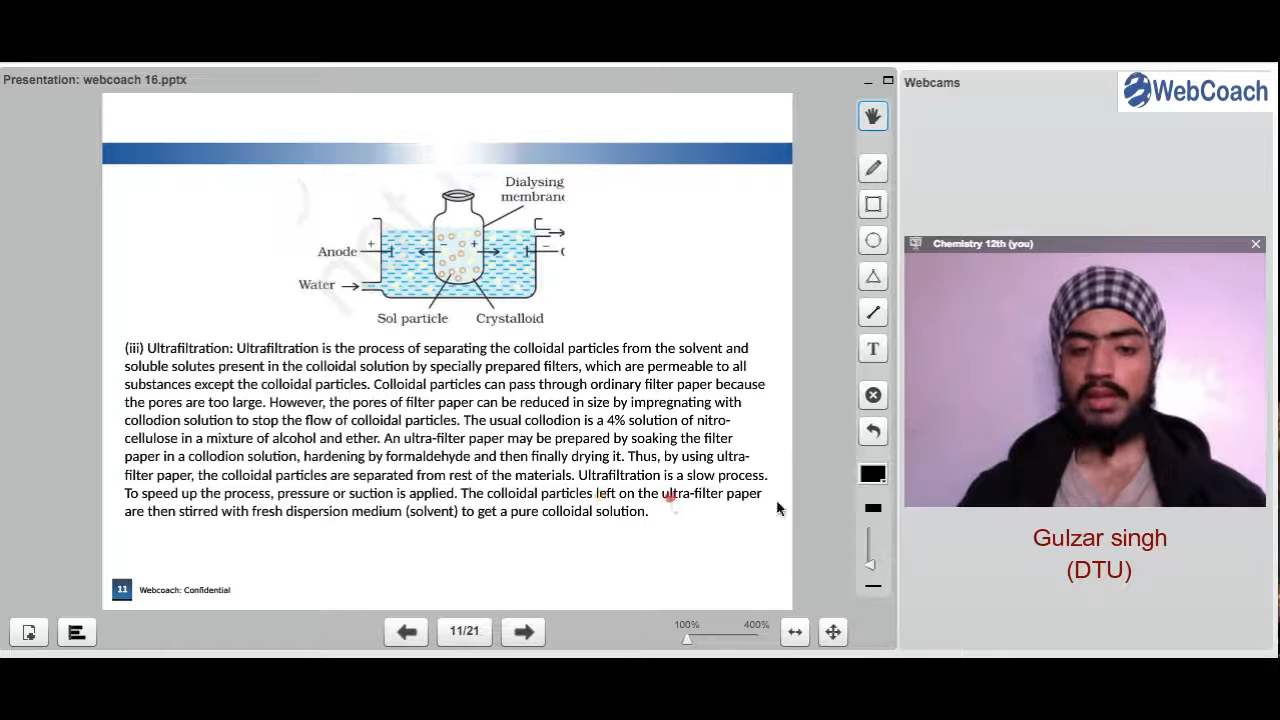 Presentation: webcoach 16.pptx
Webcams
WebCoach
Dialysing
membrane
Anode
+
−
+
−
Water
Sol particle
Crystalloid
Chemistry 12th (you)
(iii) Ultrafiltration: Ultrafiltration is the process of separating the colloidal particles from the solvent and
soluble solutes present in the colloidal solution by specially prepared filters, which are permeable to all
substances except the colloidal particles. Colloidal particles can pass through ordinary filter paper because
the pores are too large. However, the pores of filter paper can be reduced in size by impregnating with
collodion solution to stop the flow of colloidal particles. The usual collodion is a 4% solution of nitro-
cellulose in a mixture of alcohol and ether. An ultra-filter paper may be prepared by soaking the filter
paper in a collodion solution, hardening by formaldehyde and then finally drying it. Thus, by using ultra-
filter paper, the colloidal particles are separated from rest of the materials. Ultrafiltration is a slow process.
To speed up the process, pressure or suction is applied. The colloidal particles left on the ultra-filter paper
are then stirred with fresh dispersion medium (solvent) to get a pure colloidal solution.
T
Gulzar singh
(DTU)
11
Webcoach: Confidential
11/21
100%
400%